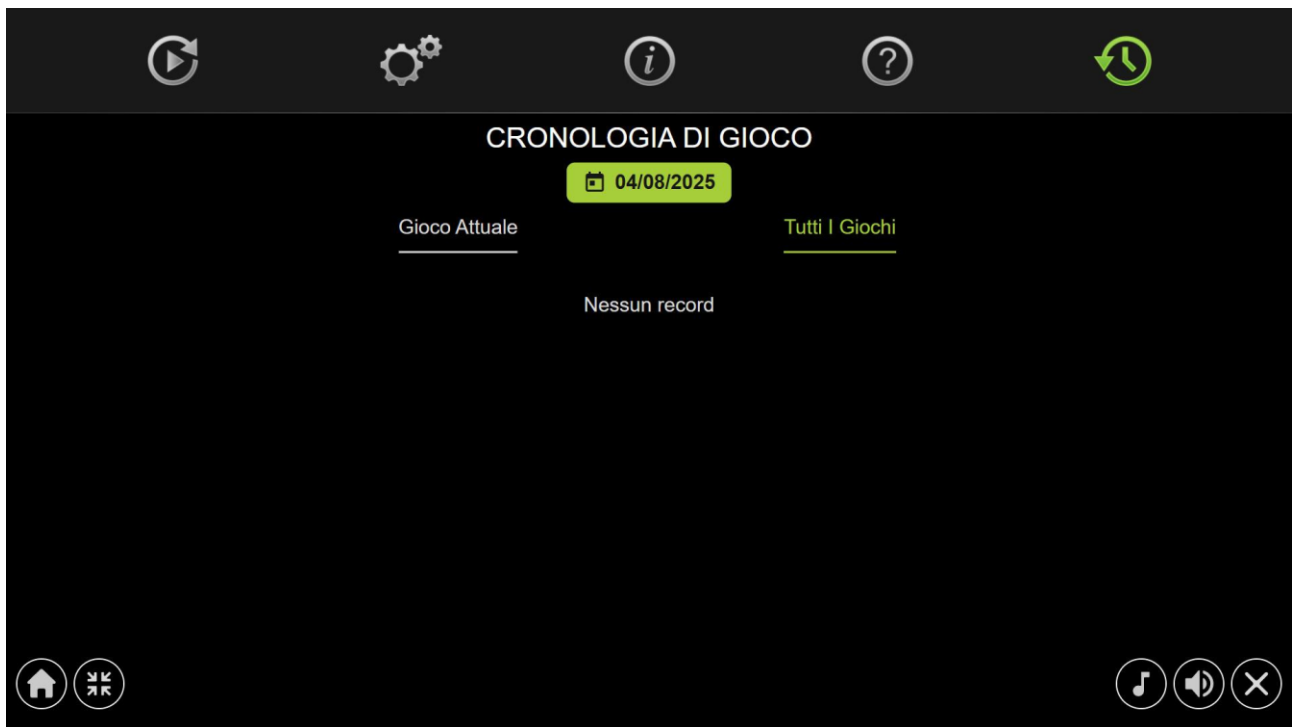 CRONOLOGIA DI GIOCO
04/08/2025
Gioco Attuale Tutti I Giochi
Nessun record